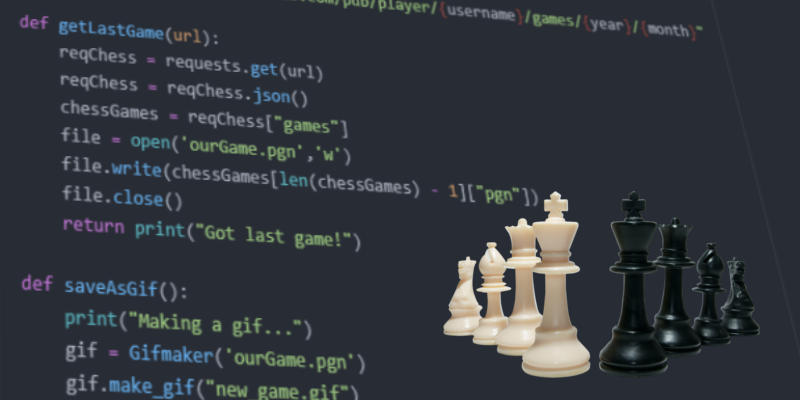 .com/pub/player/{username}/games/{year}/{month}"
def getLastGame(url):
reqChess = requests.get(url)
reqChess = reqChess.json()
chessGames = reqChess["games"]
file = open('ourGame.pgn','w')
file.write(chessGames[len(chessGames) - 1]["pgn"])
file.close()
return print("Got last game!")
def saveAsGif():
print("Making a gif...")
gif = Gifmaker('ourGame.pgn')
gif.make_gif("new_game.gif")